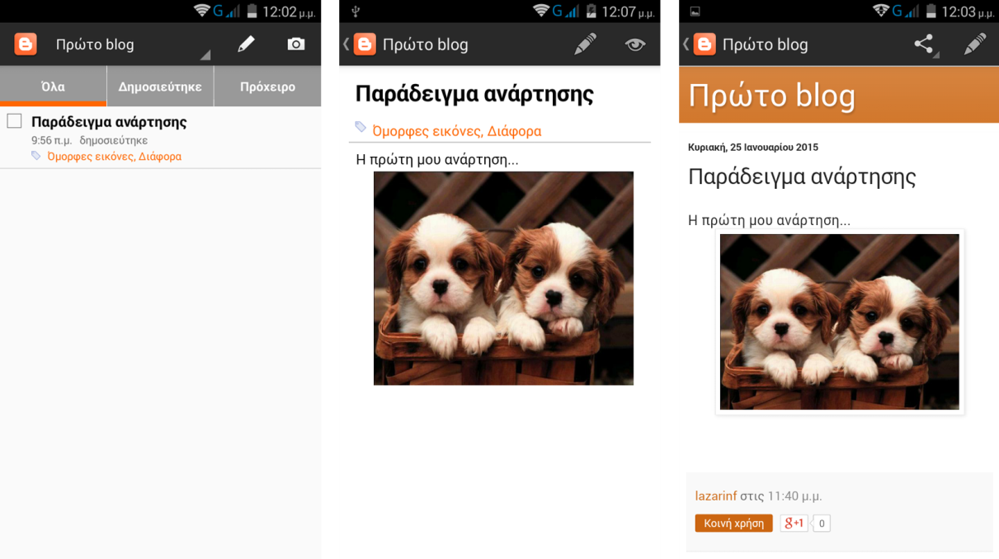 G 12:02 μ.μ.
Πρώτο blog
Όλα Δημοσιεύτηκε Πρόχειρο
Παράδειγμα ανάρτησης
9:56 π.μ. δημοσιεύτηκε
Όμορφες εικόνες, Διάφορα
G 12:07 μ.μ.
Πρώτο blog
Παράδειγμα ανάρτησης
Όμορφες εικόνες, Διάφορα
Η πρώτη μου ανάρτηση...
G 12:03 μ.μ.
Πρώτο blog
Πρώτο blog
Κυριακή, 25 Ιανουαρίου 2015
Παράδειγμα ανάρτησης
Η πρώτη μου ανάρτηση...
lazarinf στις 11:40 μ.μ.
Κοινή χρήση g+1 0